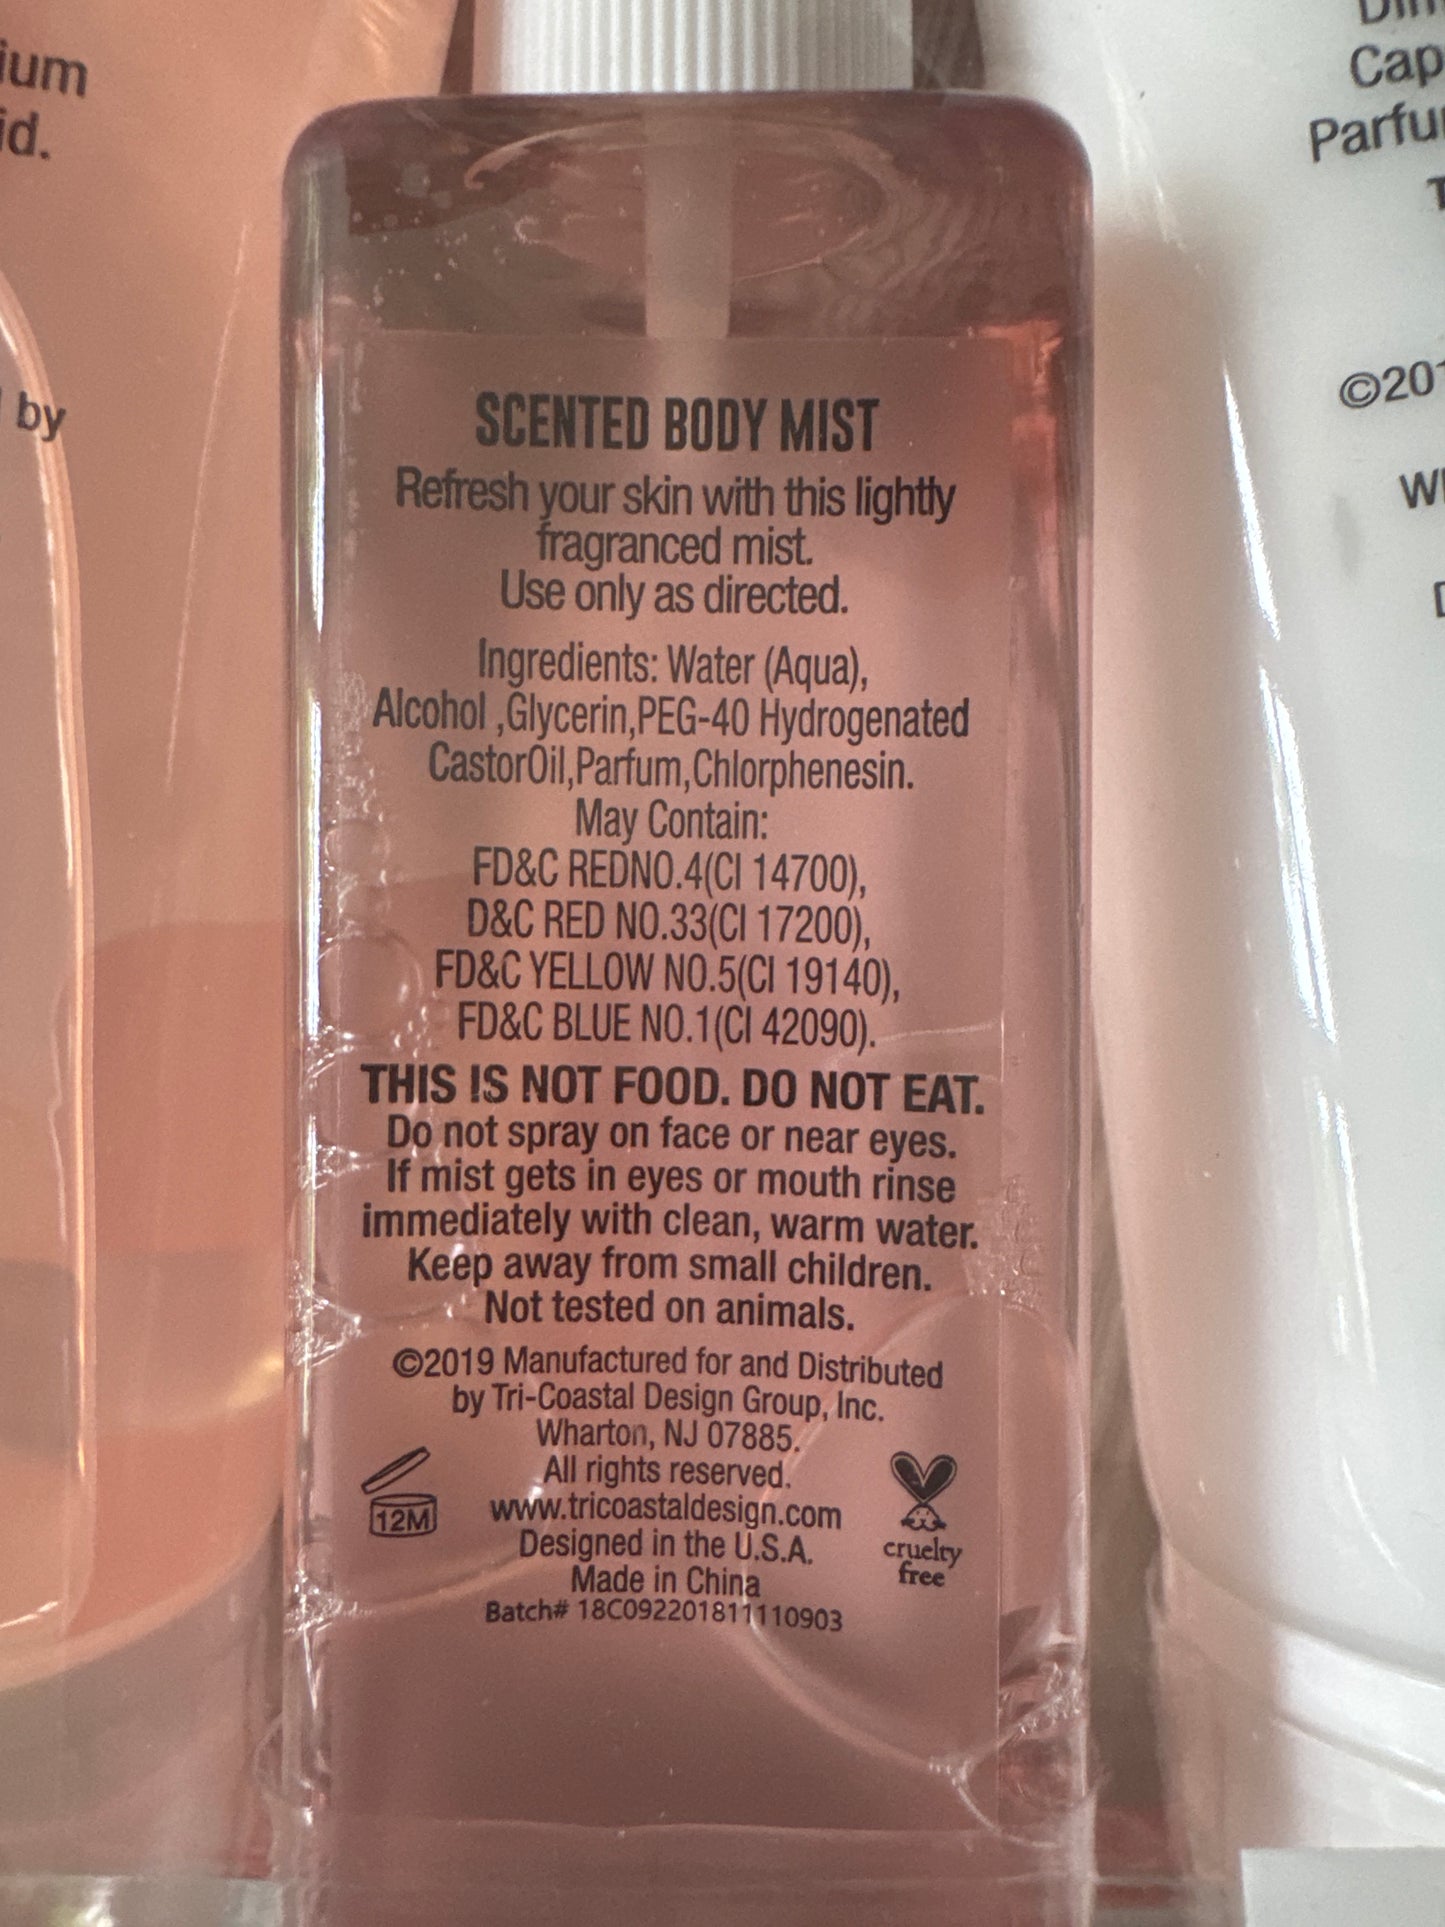 id.
by
SCENTED BODY MIST
Refresh your skin with this lightly
fragranced mist.
Use only as directed.
Ingredients: Water (Aqua),
Alcohol ,Glycerin,PEG-40 Hydrogenated
CastorOil,Parfum,Chlorphenesin.
May Contain:
FD&C REDNO.4(CI 14700),
D&C RED NO.33(CI 17200),
FD&C YELLOW NO.5(CI 19140),
FD&C BLUE NO.1(CI 42090).
THIS IS NOT FOOD. DO NOT EAT.
Do not spray on face or near eyes.
If mist gets in eyes or mouth rinse
immediately with clean, warm water.
Keep away from small children.
Not tested on animals.
©2019 Manufactured for and Distributed
by Tri-Coastal Design Group, Inc.
Wharton, NJ 07885.
All rights reserved.
www.tricoastaldesign.com
Designed in the U.S.A.
Made in China
Batch# 18C092201811110903
12M
cruelty
free